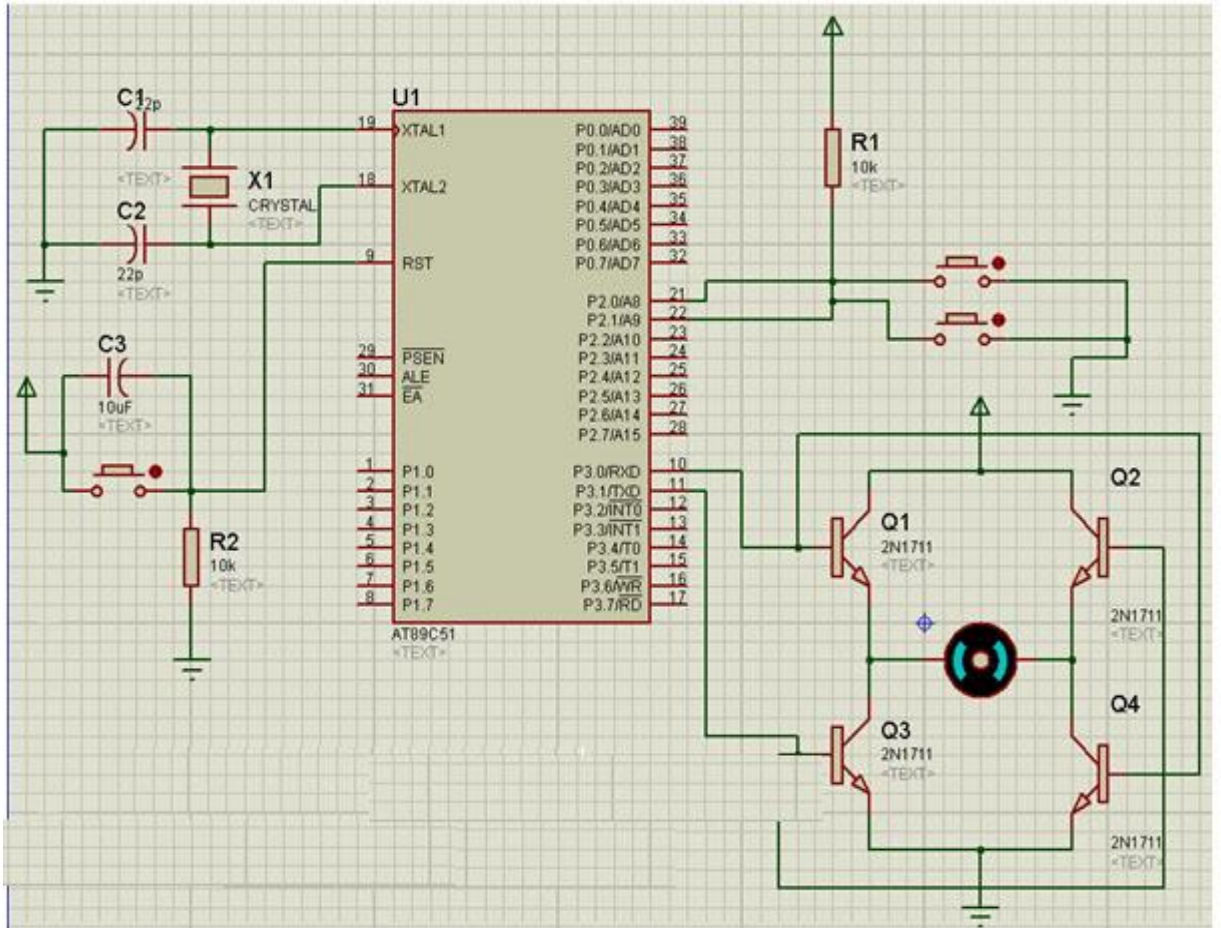 C1
22p
<TEXT>
X1
CRYSTAL
<TEXT>
C2
22p
<TEXT>
C3
10uF
<TEXT>
R2
10k
<TEXT>
U1
19 XTAL1
18 XTAL2
9 RST
29 PSEN
30 ALE
31 EA
1 P1.0
2 P1.1
3 P1.2
4 P1.3
5 P1.4
6 P1.5
7 P1.6
8 P1.7
P0.0/AD0 39
P0.1/AD1 38
P0.2/AD2 37
P0.3/AD3 36
P0.4/AD4 35
P0.5/AD5 34
P0.6/AD6 33
P0.7/AD7 32
P2.0/A8 21
P2.1/A9 22
P2.2/A10 23
P2.3/A11 24
P2.4/A12 25
P2.5/A13 26
P2.6/A14 27
P2.7/A15 28
P3.0/RXD 10
P3.1/TXD 11
P3.2/INT0 12
P3.3/INT1 13
P3.4/T0 14
P3.5/T1 15
P3.6/WR 16
P3.7/RD 17
AT89C51
<TEXT>
R1
10k
<TEXT>
Q1
2N1711
<TEXT>
Q2
2N1711
<TEXT>
Q3
2N1711
<TEXT>
Q4
2N1711
<TEXT>